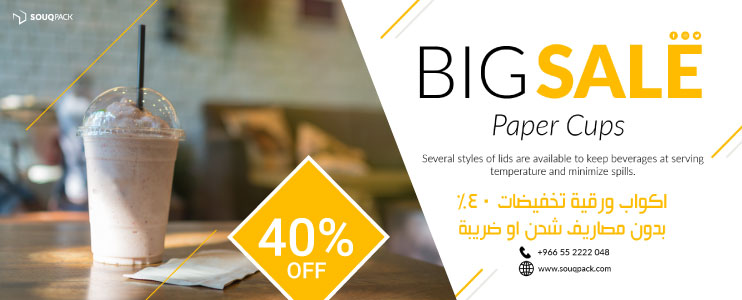 SOUQPACK
BIG SALE
Paper Cups
Several styles of lids are available to keep beverages at serving
temperature and minimize spills.
اكواب ورقية تخفيضات ٤٠٪
بدون مصاريف شحن او ضريبة
+966 55 2222 048
www.souqpack.com
40%
OFF